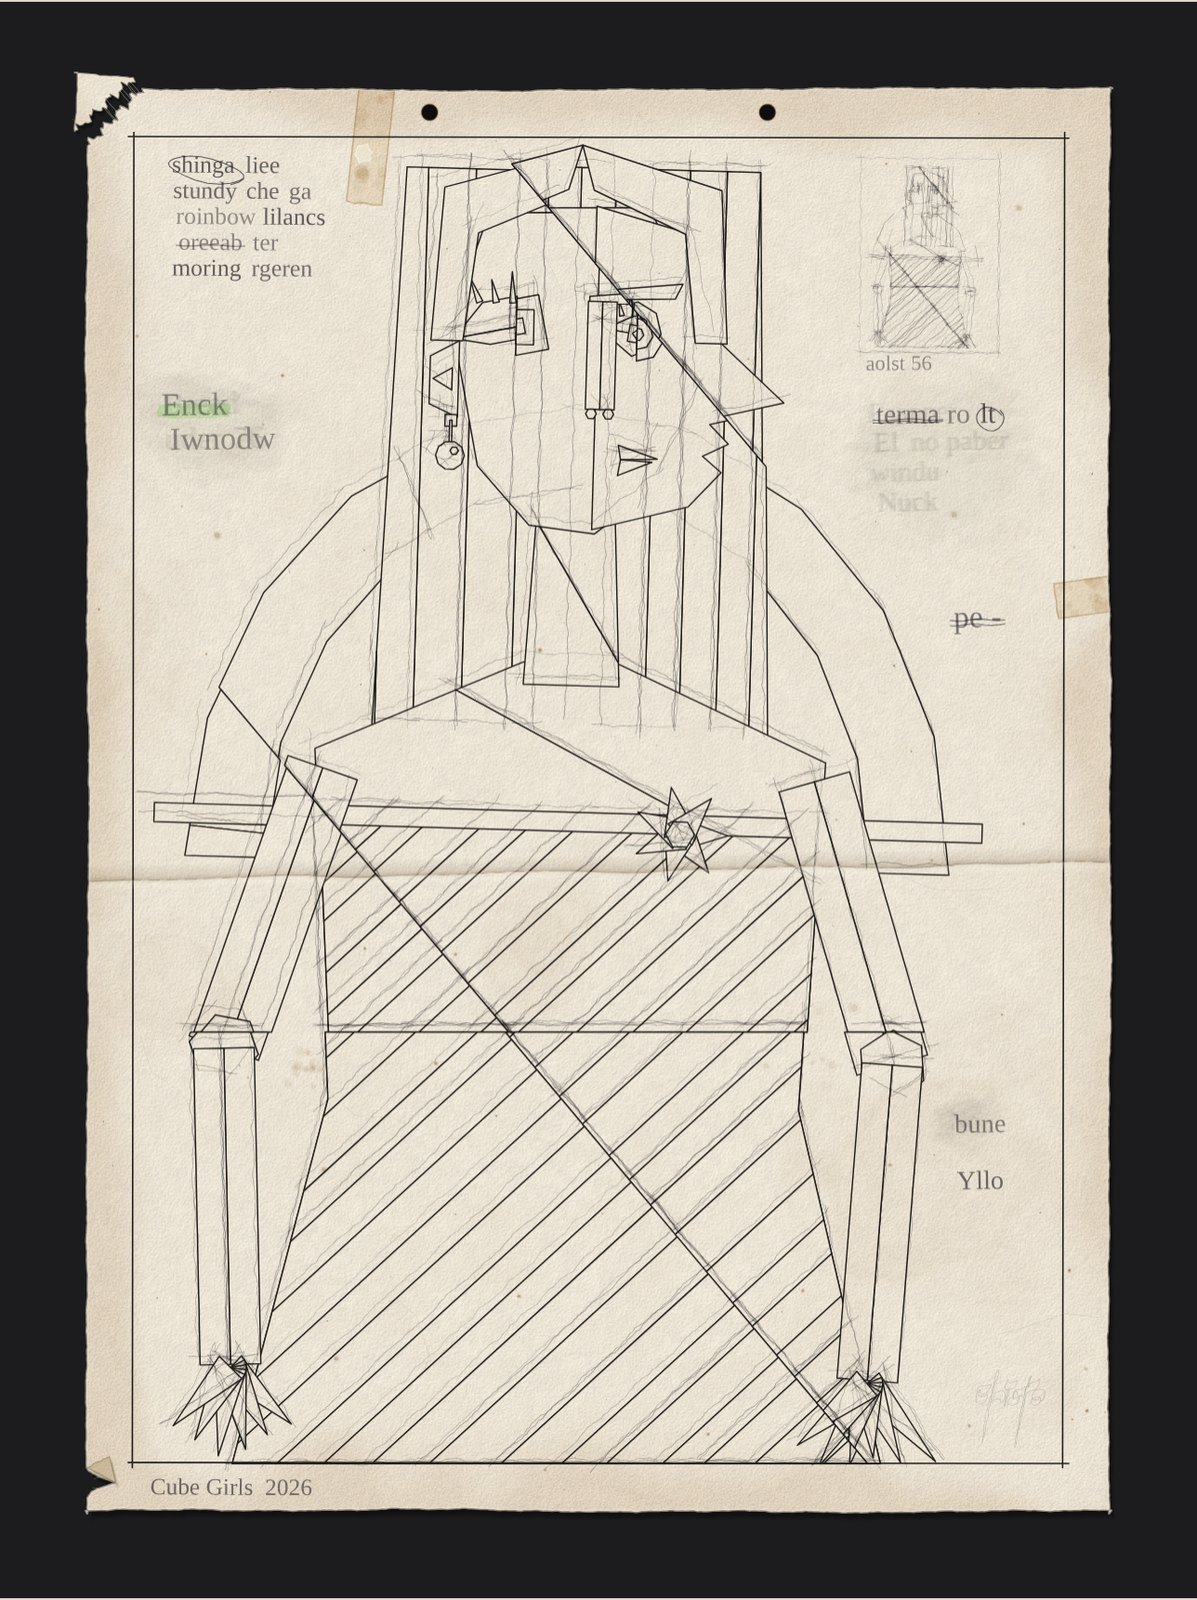 shinga liee
stundy che ga
roinbow lilancs
oreeab ter
moring rgeren
aolst 56
Enck
Iwnodw
terma ro lt
El no paber
windu
Nuck
pe -
bune
Yllo
Cube Girls 2026